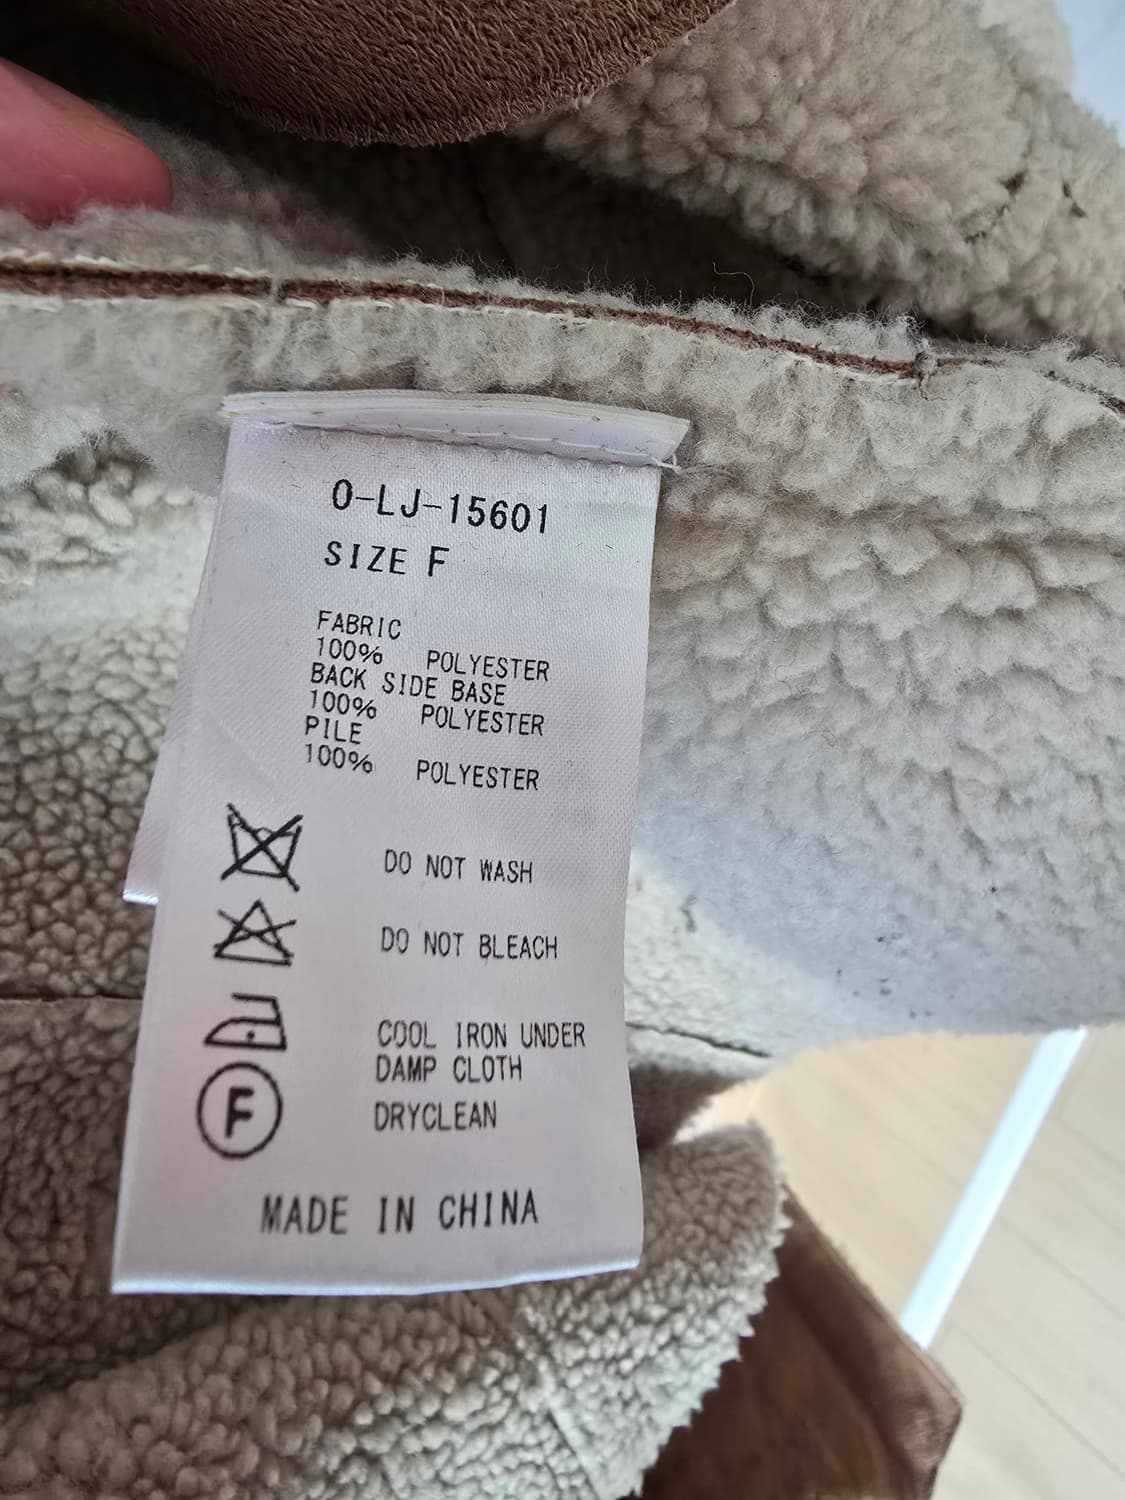 O-LJ-15601
SIZE F
FABRIC
100% POLYESTER
BACK SIDE BASE
100% POLYESTER
PILE
100% POLYESTER
DO NOT WASH
DO NOT BLEACH
COOL IRON UNDER
DAMP CLOTH
F DRYCLEAN
MADE IN CHINA